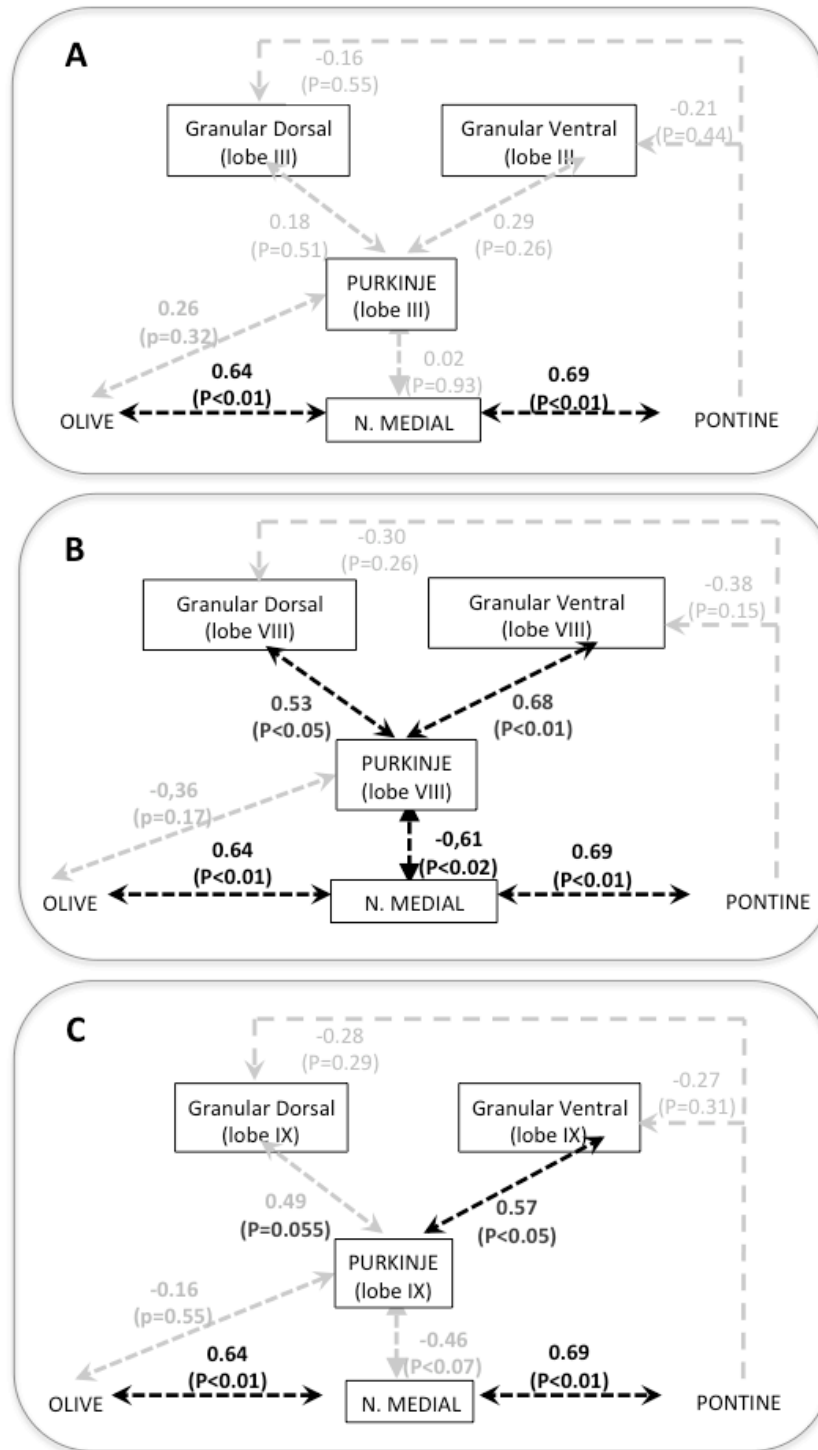 A
-0.16
(P=0.55)
-0.21
(P=0.44)
Granular Dorsal
(lobe III)
Granular Ventral
(lobe III
0.18
(P=0.51)
0.29
(P=0.26)
PURKINJE
(lobe III)
0.26
(p=0.32)
0.02
(P=0.93)
0.64
(P<0.01)
0.69
(P<0.01)
OLIVE
N. MEDIAL
PONTINE
B
-0.30
(P=0.26)
-0.38
(P=0.15)
Granular Dorsal
(lobe VIII)
Granular Ventral
(lobe VIII)
0.53
(P<0.05)
0.68
(P<0.01)
PURKINJE
(lobe VIII)
-0,36
(p=0.17)
-0,61
(P<0.02)
0.64
(P<0.01)
0.69
(P<0.01)
OLIVE
N. MEDIAL
PONTINE
C
-0.28
(P=0.29)
-0.27
(P=0.31)
Granular Dorsal
(lobe IX)
Granular Ventral
(lobe IX)
0.49
(P=0.055)
0.57
(P<0.05)
PURKINJE
(lobe IX)
-0.16
(p=0.55)
-0.46
(P<0.07)
0.64
(P<0.01)
0.69
(P<0.01)
OLIVE
N. MEDIAL
PONTINE